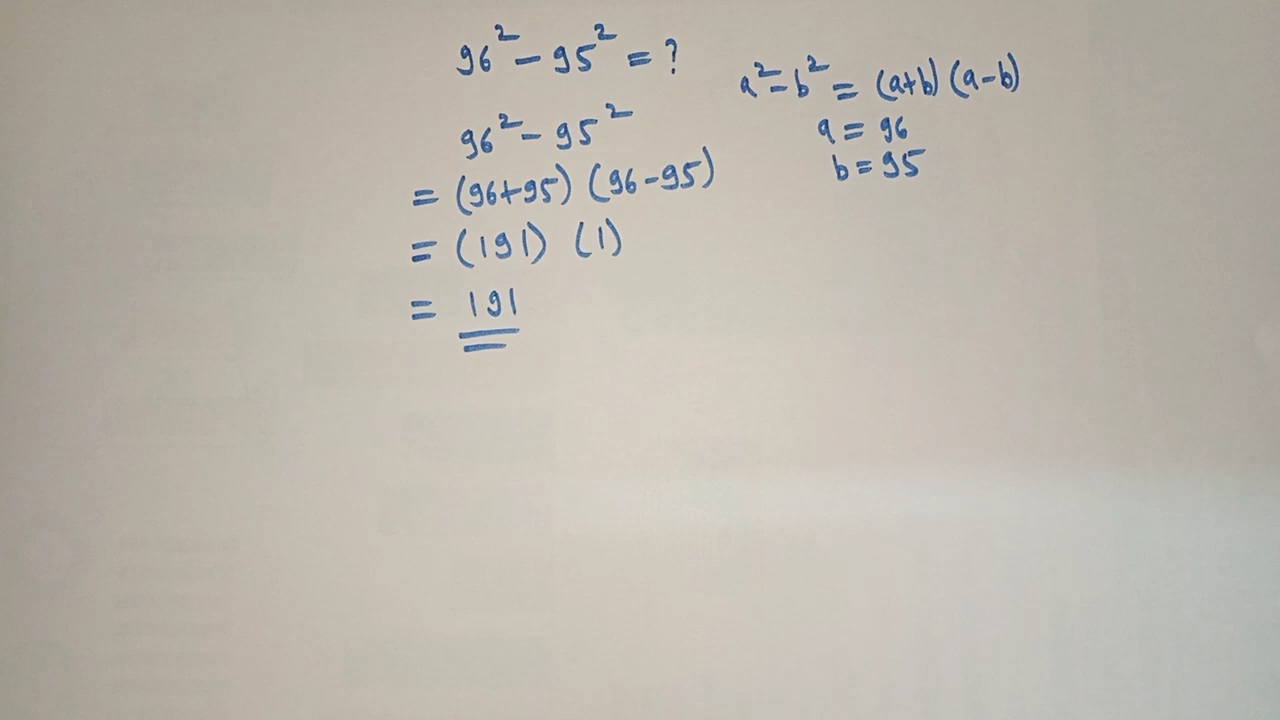 96² - 95² = ?
a² - b² = (a+b) (a-b)
a = 96
b = 95
96² - 95²
= (96+95) (96-95)
= (191) (1)
= 191